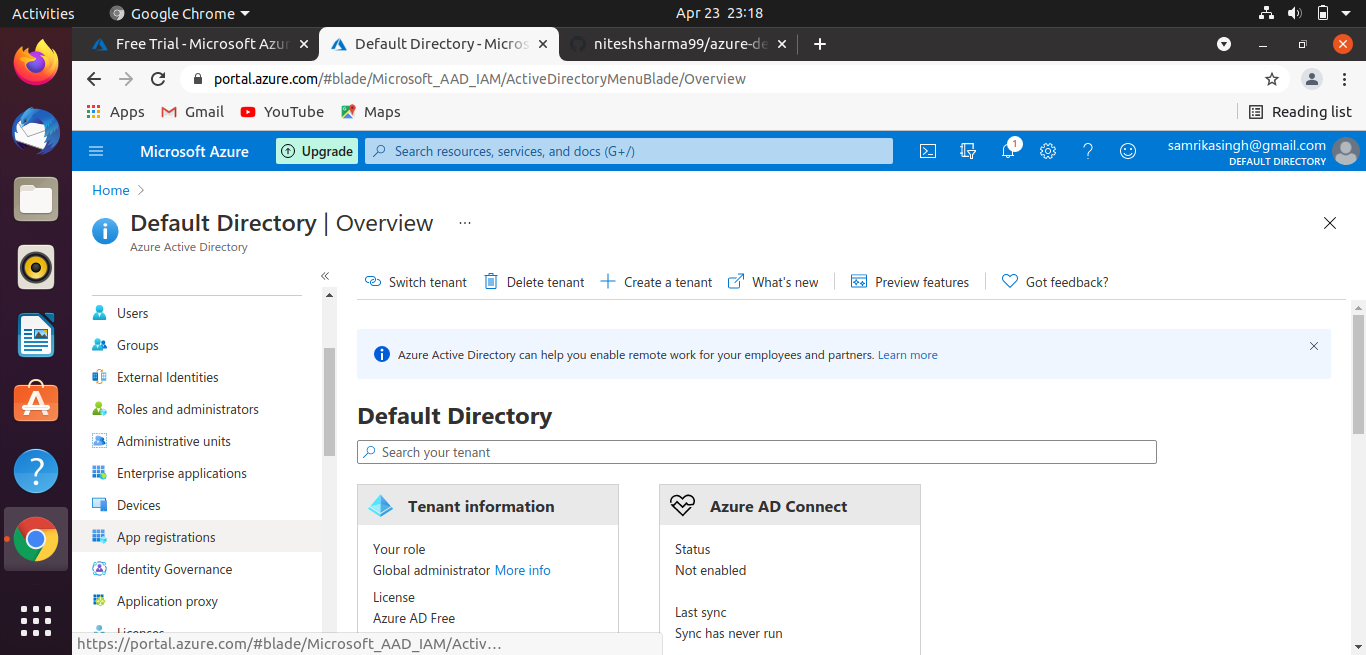 Activities
Google Chrome
Apr 23 23:18
Free Trial - Microsoft Azur
Default Directory - Micros
niteshsharma99/azure-de
portal.azure.com/#blade/Microsoft_AAD_IAM/ActiveDirectoryMenuBlade/Overview
Apps
Gmail
YouTube
Maps
Reading list
Microsoft Azure
Upgrade
Search resources, services, and docs (G+/)
1
samrikasingh@gmail.com
DEFAULT DIRECTORY
Home
Default Directory | Overview
Azure Active Directory
Users
Groups
External Identities
Roles and administrators
Administrative units
Enterprise applications
Devices
App registrations
Identity Governance
Application proxy
Licenses
Switch tenant
Delete tenant
Create a tenant
What's new
Preview features
Got feedback?
Azure Active Directory can help you enable remote work for your employees and partners. Learn more
Default Directory
Search your tenant
Tenant information
Your role
Global administrator More info
License
Azure AD Free
Azure AD Connect
Status
Not enabled
Last sync
Sync has never run
https://portal.azure.com/#blade/Microsoft_AAD_IAM/Activ...